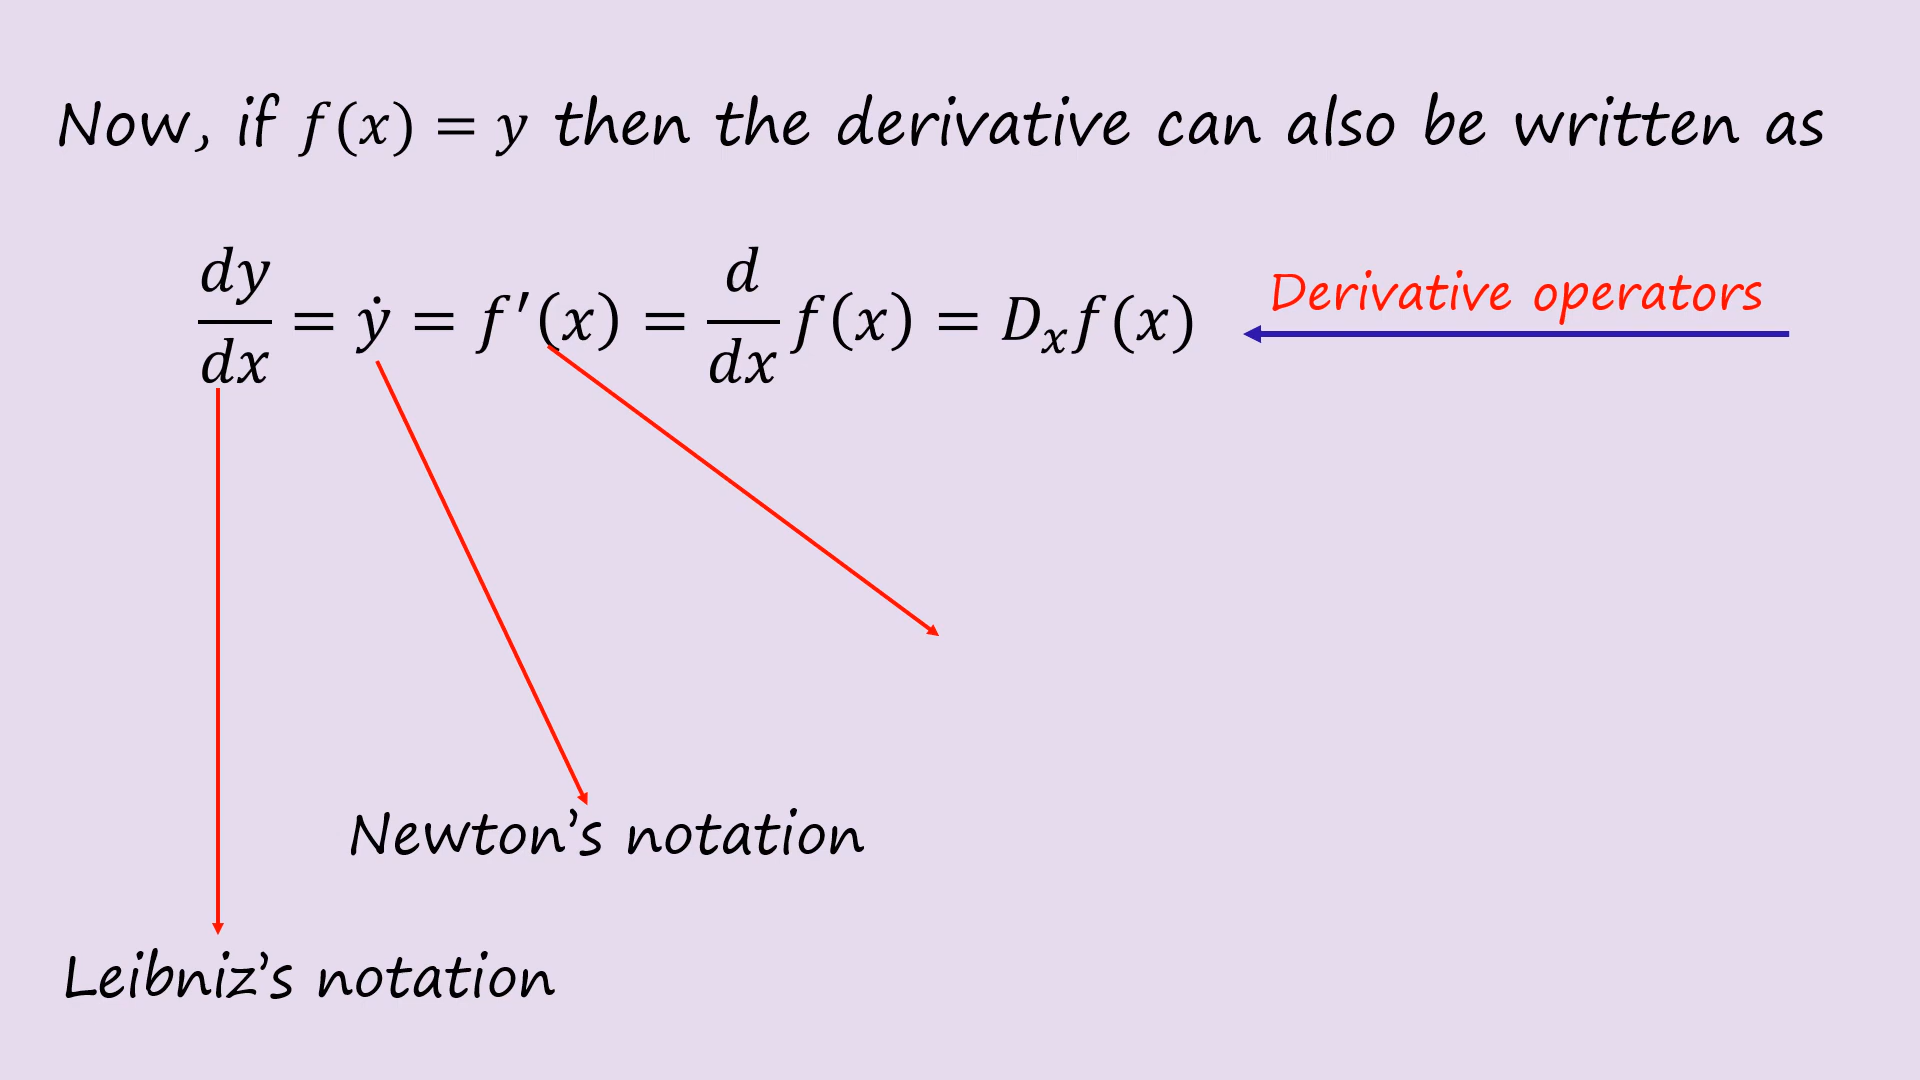 Now, if f(x) = y then the derivative can also be written as
dy/dx = ẏ = f′(x) = d/dx f(x) = Dₓf(x)
Derivative operators
Newton’s notation
Leibniz’s notation